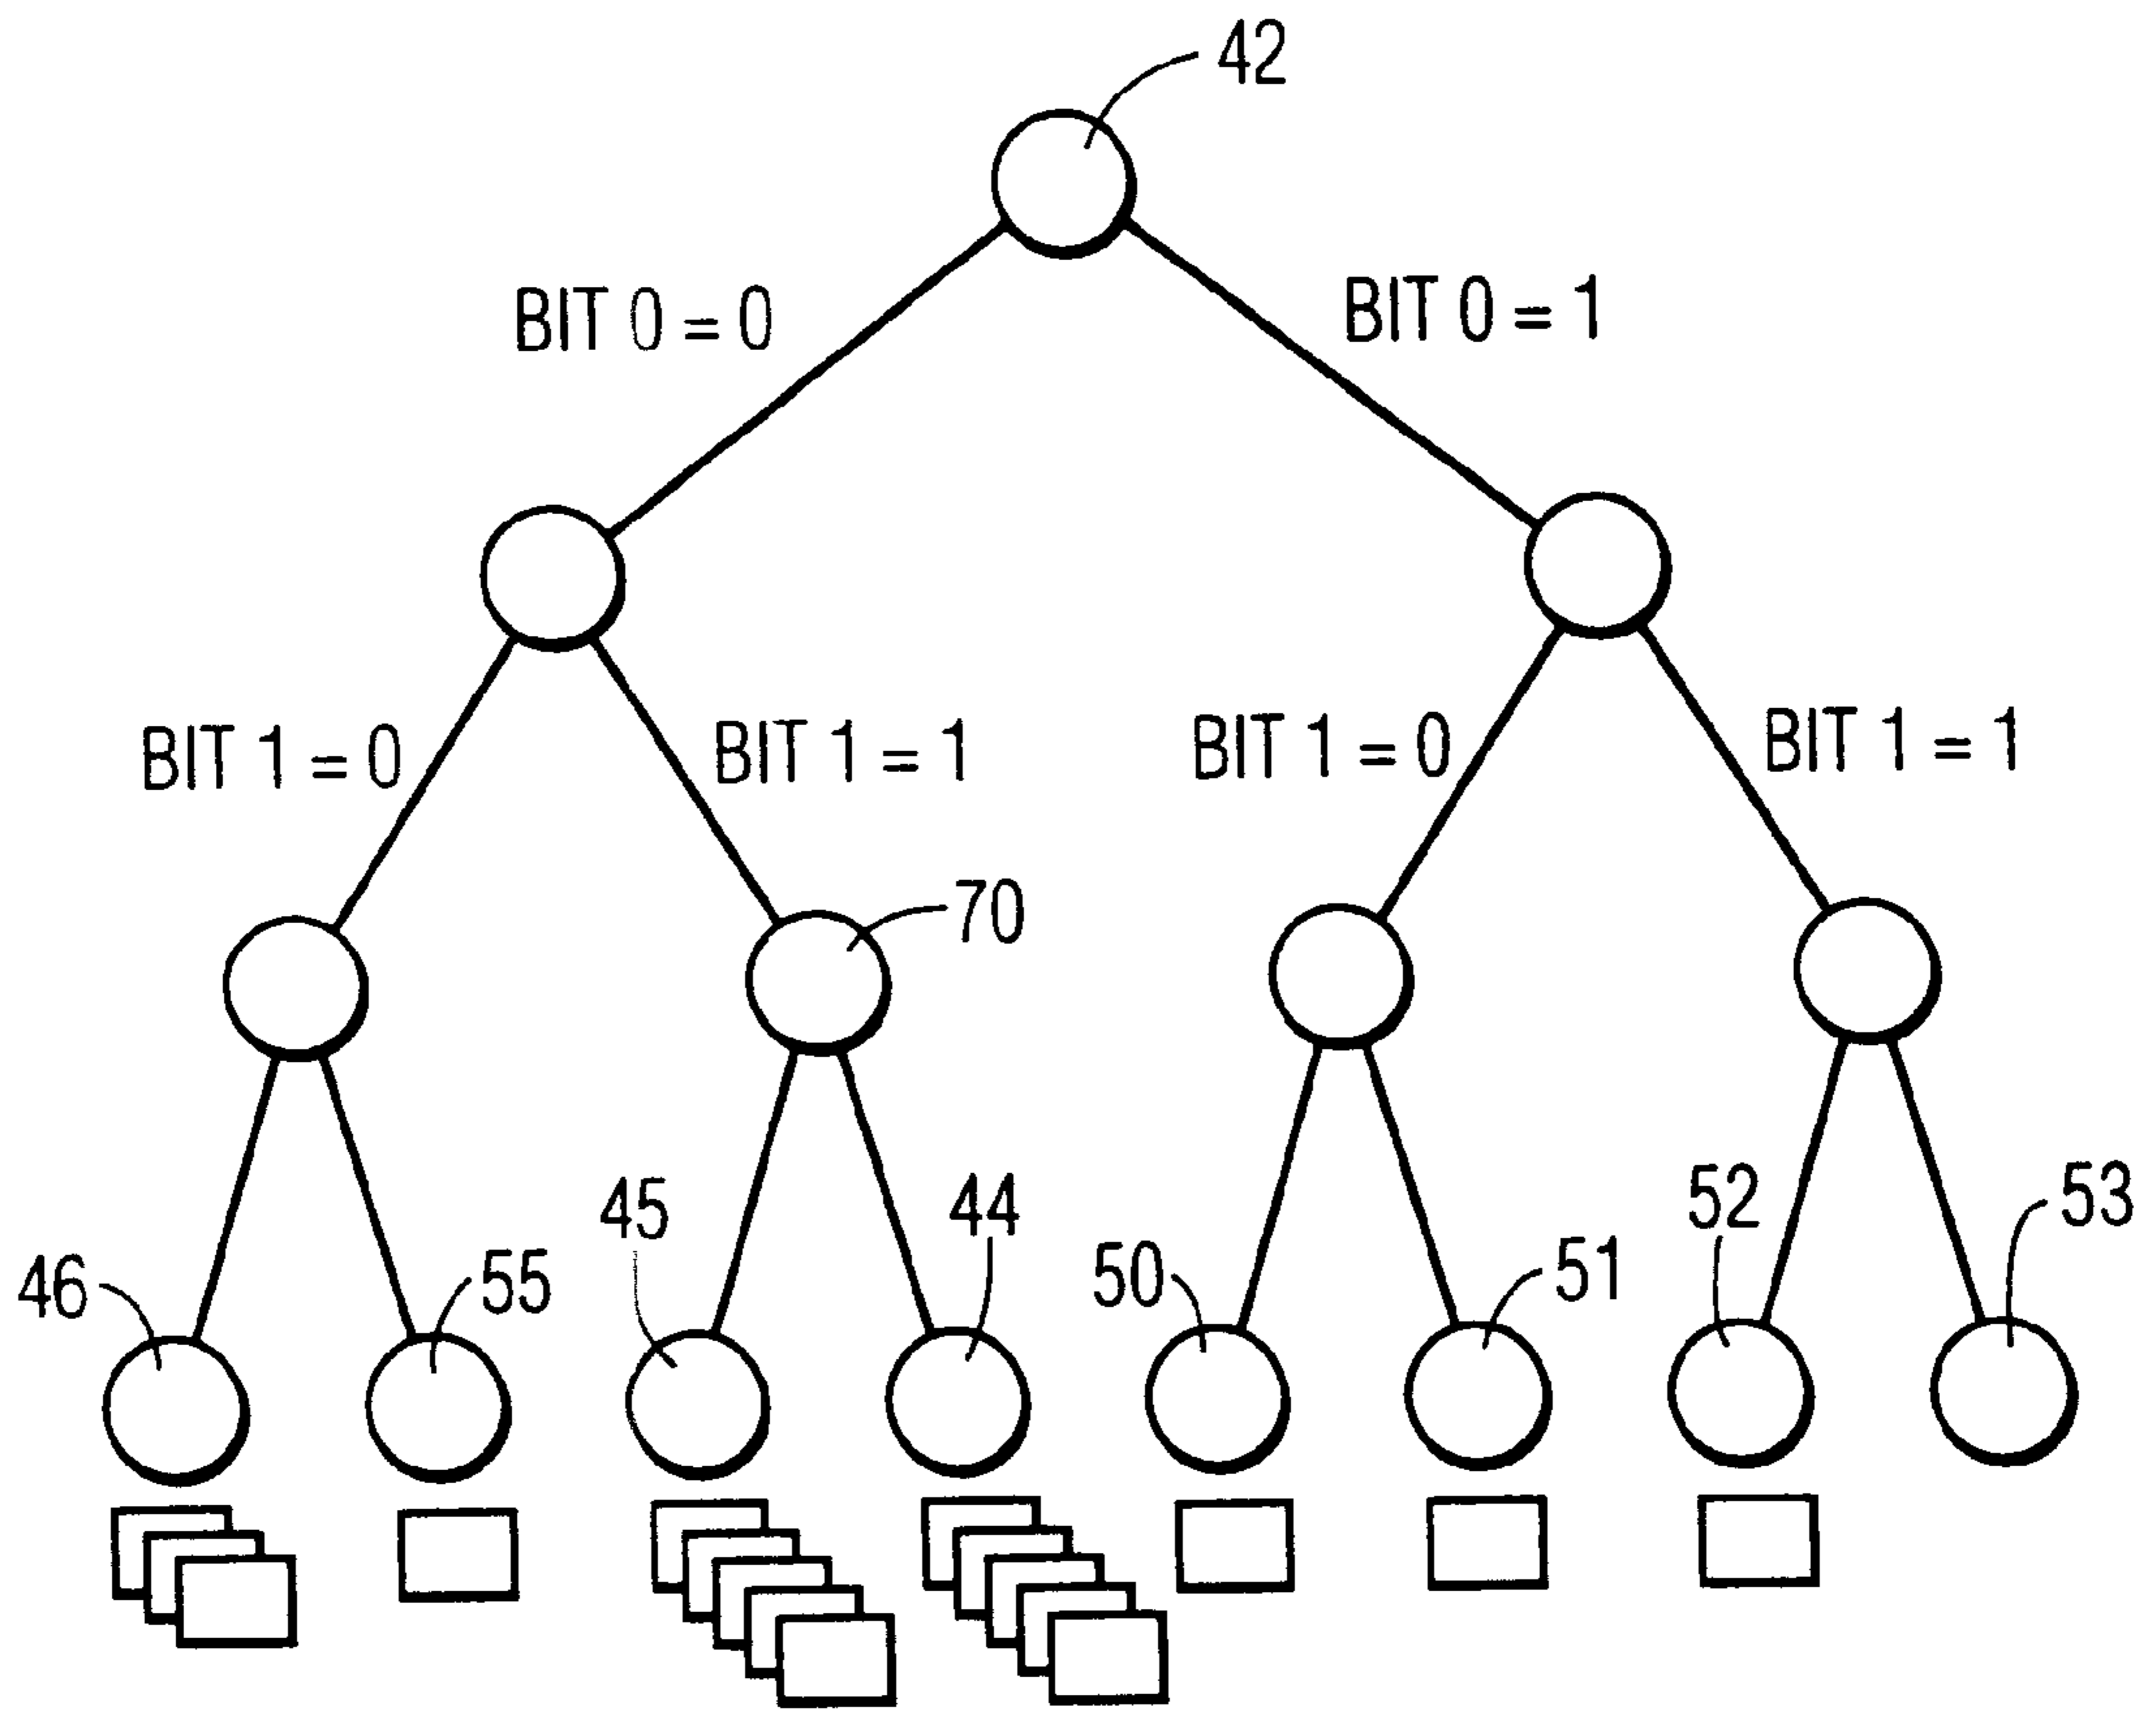 42
BIT 0 = 0
BIT 0 = 1
BIT 1 = 0
BIT 1 = 1
BIT 1 = 0
BIT 1 = 1
70
46
55
45
44
50
51
52
53